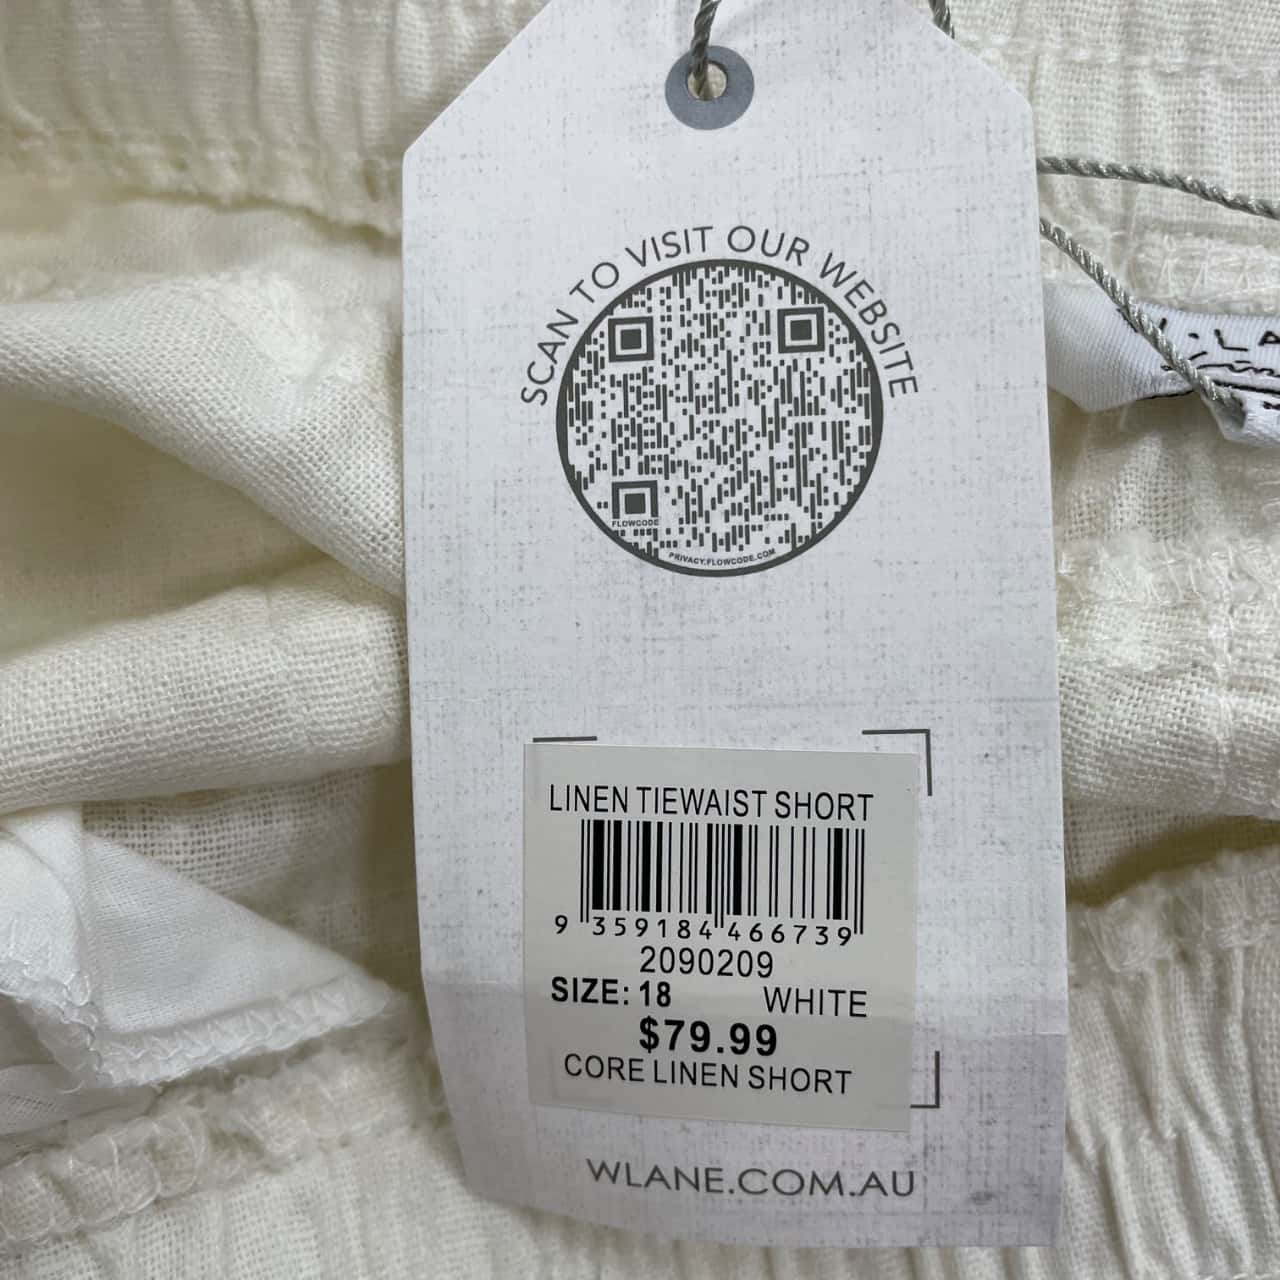 SCAN TO VISIT OUR WEBSITE
FLOWCODE
PRIVACY.FLOWCODE.COM
LINEN TIEWAIST SHORT
9 359184 466739
2090209
SIZE: 18 WHITE
$79.99
CORE LINEN SHORT
WLANE.COM.AU